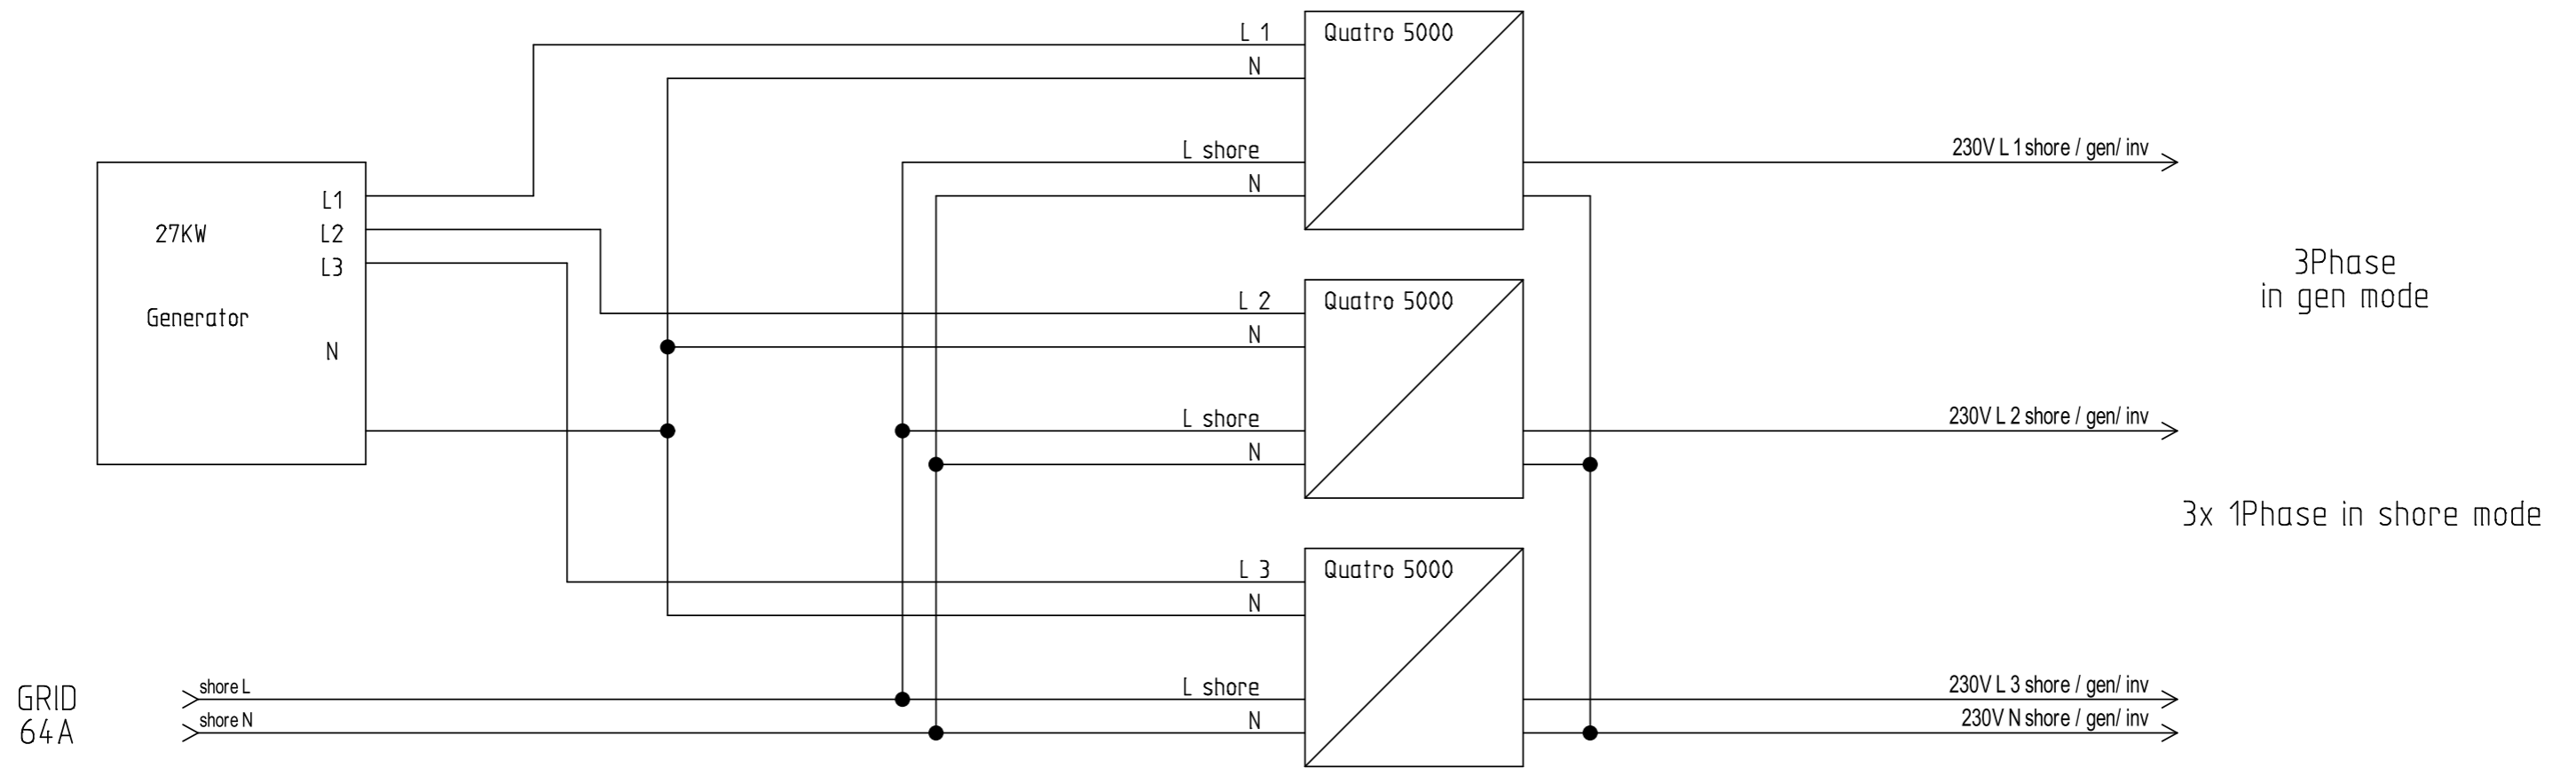 L 1
Quatro 5000
N
L shore
N
230V L 1 shore / gen/ inv
L1
27KW
L2
L3
Generator
N
3Phase
in gen mode
L 2
Quatro 5000
N
L shore
N
230V L 2 shore / gen/ inv
3x 1Phase in shore mode
L 3
Quatro 5000
N
GRID
64A
shore L
shore N
L shore
N
230V L 3 shore / gen/ inv
230V N shore / gen/ inv